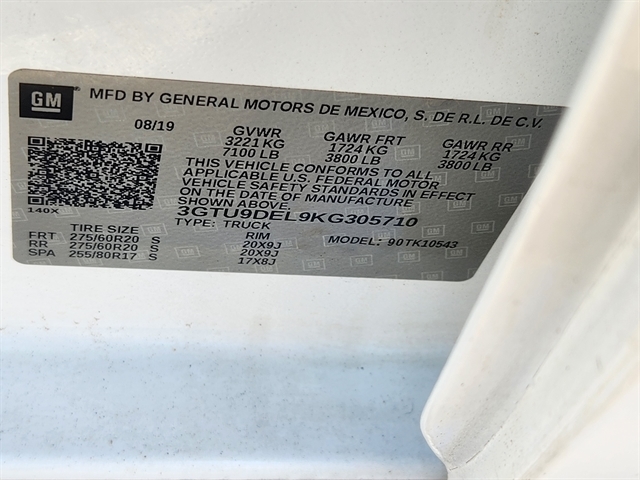 GM MFD BY GENERAL MOTORS DE MEXICO, S. DE R.L. DE C.V.
08/19 GVWR GAWR FRT GAWR RR
3221 KG 1724 KG 1724 KG
7100 LB 3800 LB 3800 LB
THIS VEHICLE CONFORMS TO ALL
APPLICABLE U.S. FEDERAL MOTOR
VEHICLE SAFETY STANDARDS IN EFFECT
ON THE DATE OF MANUFACTURE
140X 3GTU9DEL9KG305710
TYPE: TRUCK MODEL: 90TK10543
TIRE SIZE RIM
FRT 275/60R20 S 20X9J
RR 275/60R20 S 20X9J
SPA 255/80R17 S 17X8J